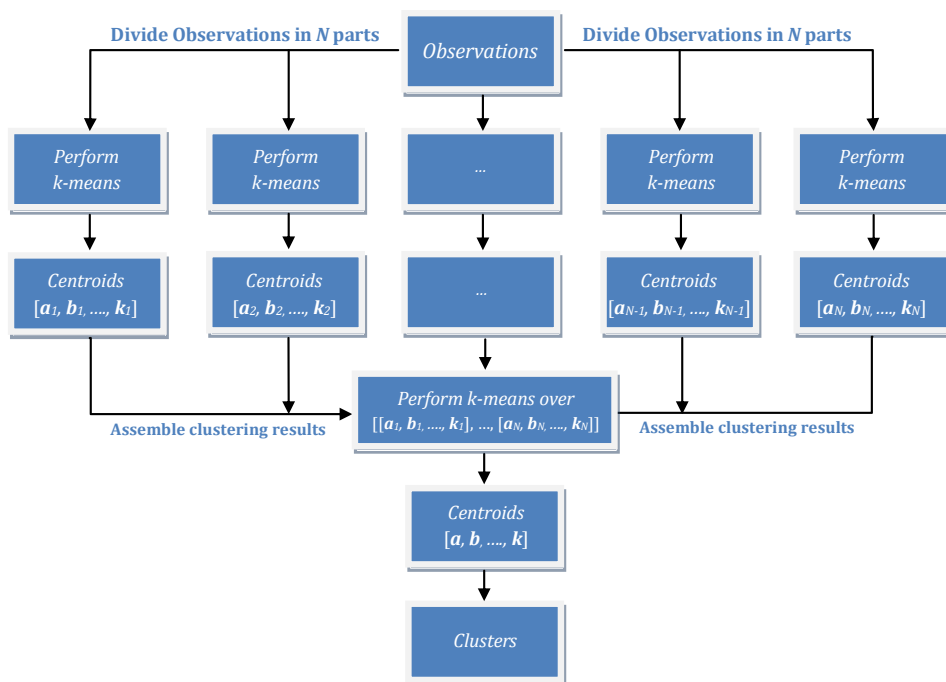 Divide Observations in N parts
Observations
Divide Observations in N parts
Perform
k-means
Perform
k-means
...
Perform
k-means
Perform
k-means
Centroids
[a1, b1, ...., k1]
Centroids
[a2, b2, ...., k2]
...
Centroids
[aN-1, bN-1, ...., kN-1]
Centroids
[aN, bN, ...., kN]
Perform k-means over
[[a1, b1, ...., k1], ..., [aN, bN, ...., kN]]
Assemble clustering results
Assemble clustering results
Centroids
[a, b, ...., k]
Clusters